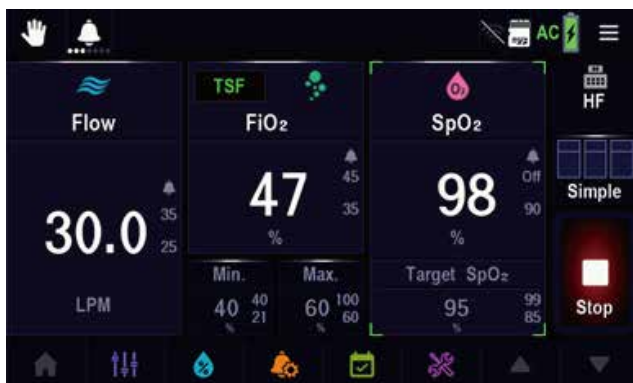 AC
TSF
HF
Flow
FiO₂
SpO₂
45
35
47
%
Off
90
98
%
Simple
35
25
30.0
LPM
Min.
40
40
21
%
Max.
60
100
60
%
Target SpO₂
95
99
85
%
Stop